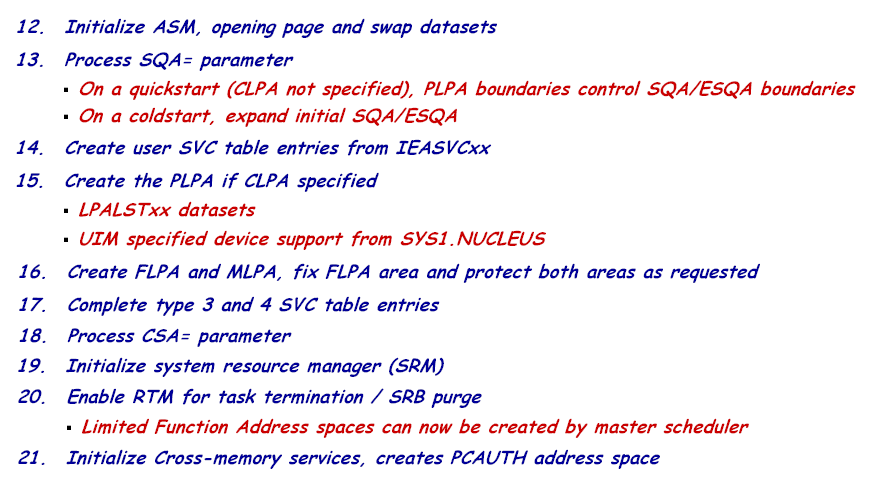 12. Initialize ASM, opening page and swap datasets
13. Process SQA= parameter
▪ On a quickstart (CLPA not specified), PLPA boundaries control SQA/ESQA boundaries
▪ On a coldstart, expand initial SQA/ESQA
14. Create user SVC table entries from IEASVCxx
15. Create the PLPA if CLPA specified
▪ LPALSTxx datasets
▪ UIM specified device support from SYS1.NUCLEUS
16. Create FLPA and MLPA, fix FLPA area and protect both areas as requested
17. Complete type 3 and 4 SVC table entries
18. Process CSA= parameter
19. Initialize system resource manager (SRM)
20. Enable RTM for task termination / SRB purge
▪ Limited Function Address spaces can now be created by master scheduler
21. Initialize Cross-memory services, creates PCAUTH address space